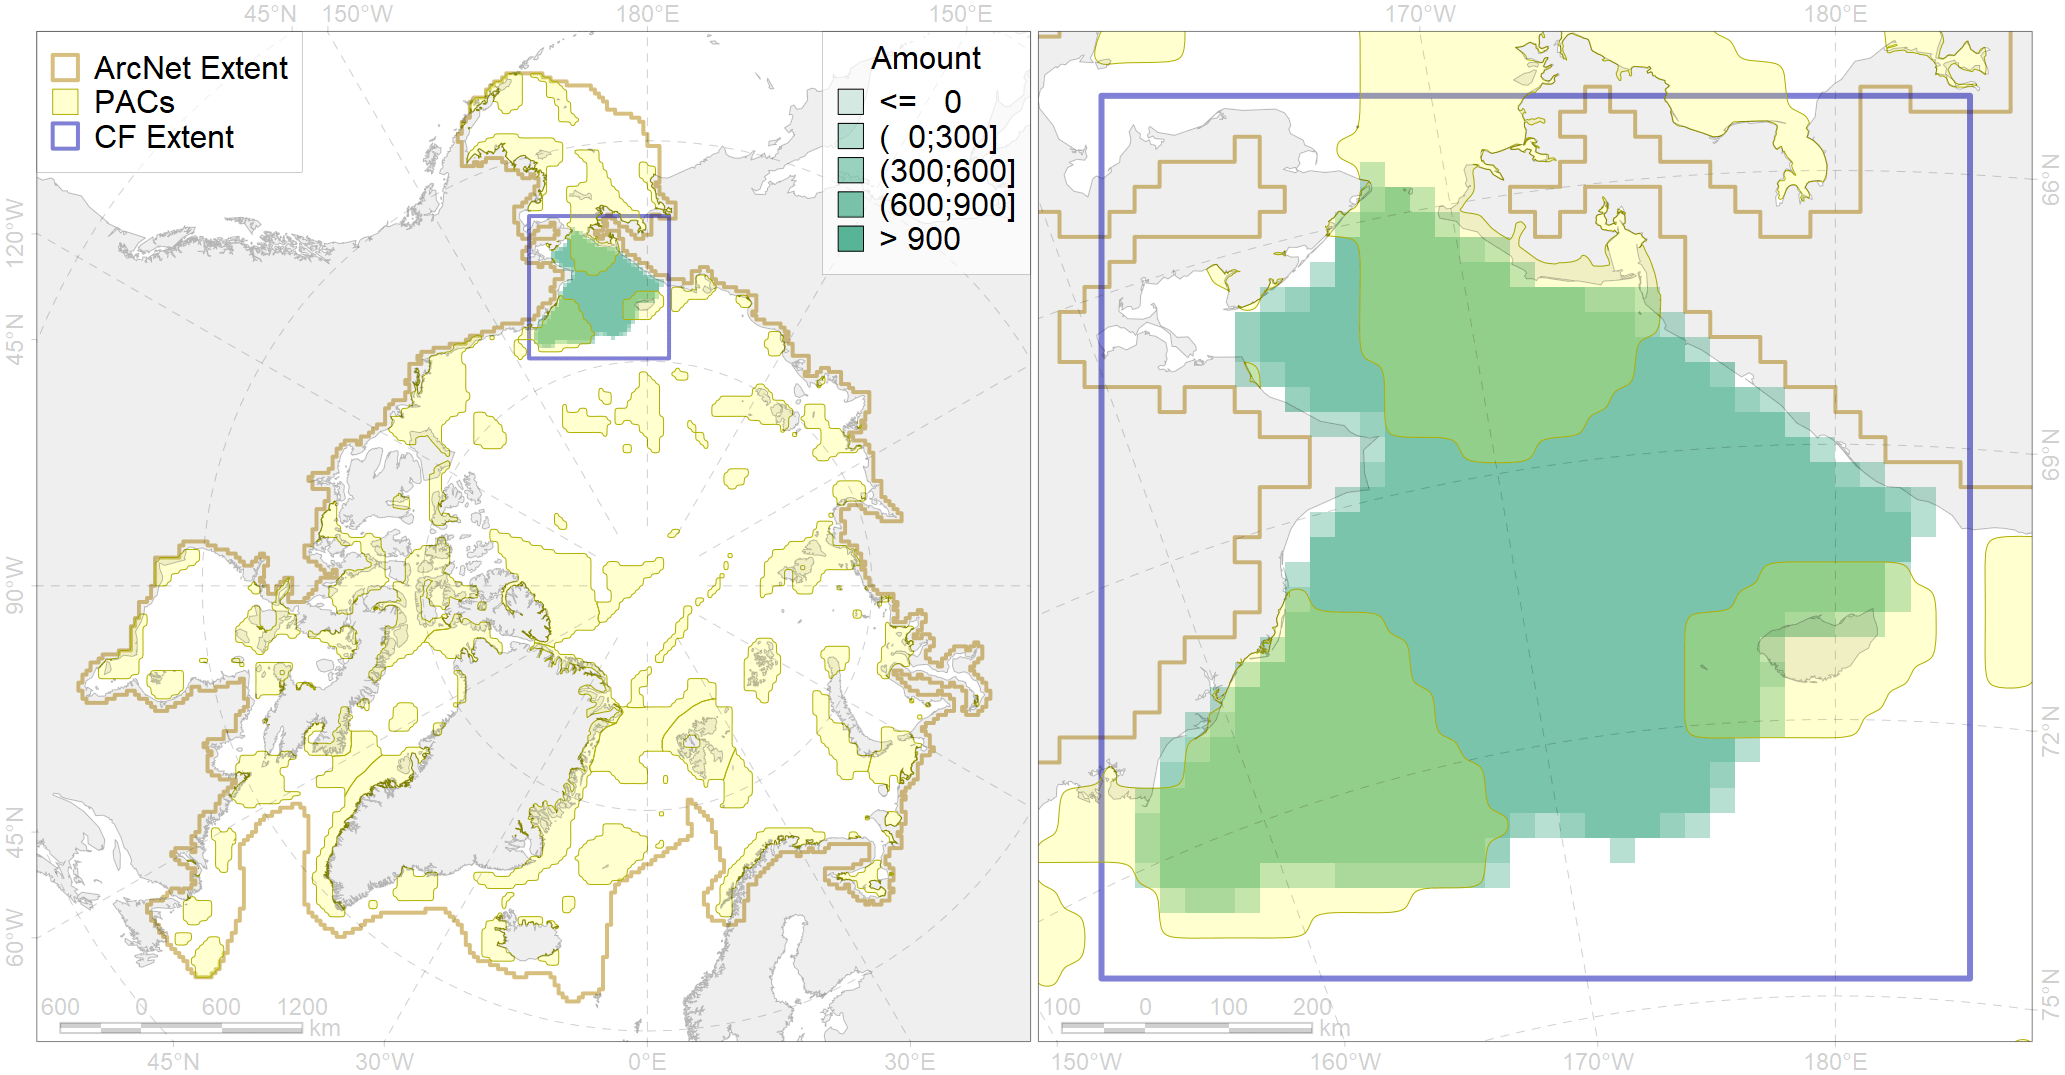 45°N 150°W 180°E 150°E 170°W 180°E
ArcNet Extent
PACs
CF Extent
Amount
<= 0
( 0;300]
(300;600]
(600;900]
> 900
120°W
45°N
90°W
45°N
60°W
66°N
69°N
72°N
75°N
600 0 600 1200
km
100 0 100 200
km
45°N 30°W 0°E 30°E 150°W 160°W 170°W 180°E